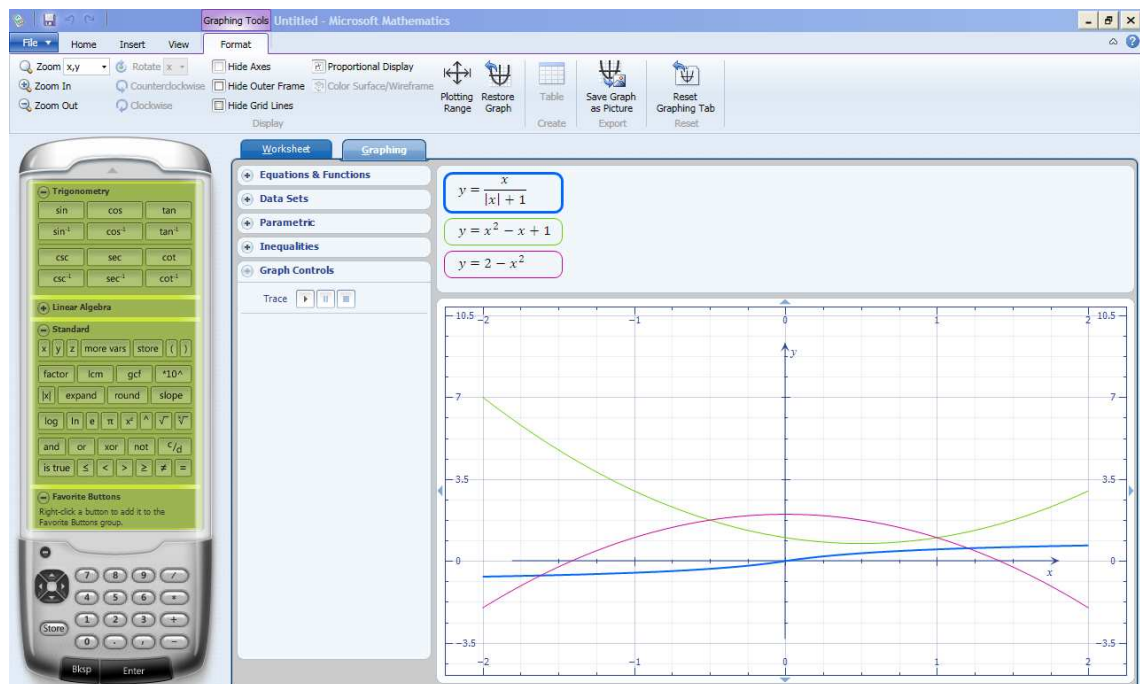 Graphing Tools Untitled - Microsoft Mathematics
File Home Insert View Format
Zoom x,y Rotate x Hide Axes Proportional Display
Zoom In Counterclockwise Hide Outer Frame Color Surface/Wireframe
Zoom Out Clockwise Hide Grid Lines
Plotting Range Restore Graph Table Save Graph as Picture Reset Graphing Tab
Display Create Export Reset
Worksheet Graphing
Trigonometry
sin cos tan
sin⁻¹ cos⁻¹ tan⁻¹
csc sec cot
csc⁻¹ sec⁻¹ cot⁻¹
Linear Algebra
Standard
x y z more vars store ( )
factor lcm gcf *10^
|x| expand round slope
log ln e π x² ^ √ ∛
and or xor not c/d
is true ≤ < > ≥ ≠ =
Favorite Buttons
Right-click a button to add it to the
Favorite Buttons group.
7 8 9 /
4 5 6 *
Store 1 2 3 +
0 . , −
Bksp Enter
Equations & Functions
Data Sets
Parametric
Inequalities
Graph Controls
Trace
y = x / (|x| + 1)
y = x² − x + 1
y = 2 − x²
10.5 -2 -1 0 1 2 10.5
y
7 7
3.5 3.5
0 0
x
-3.5 -3.5
-2 -1 0 1 2